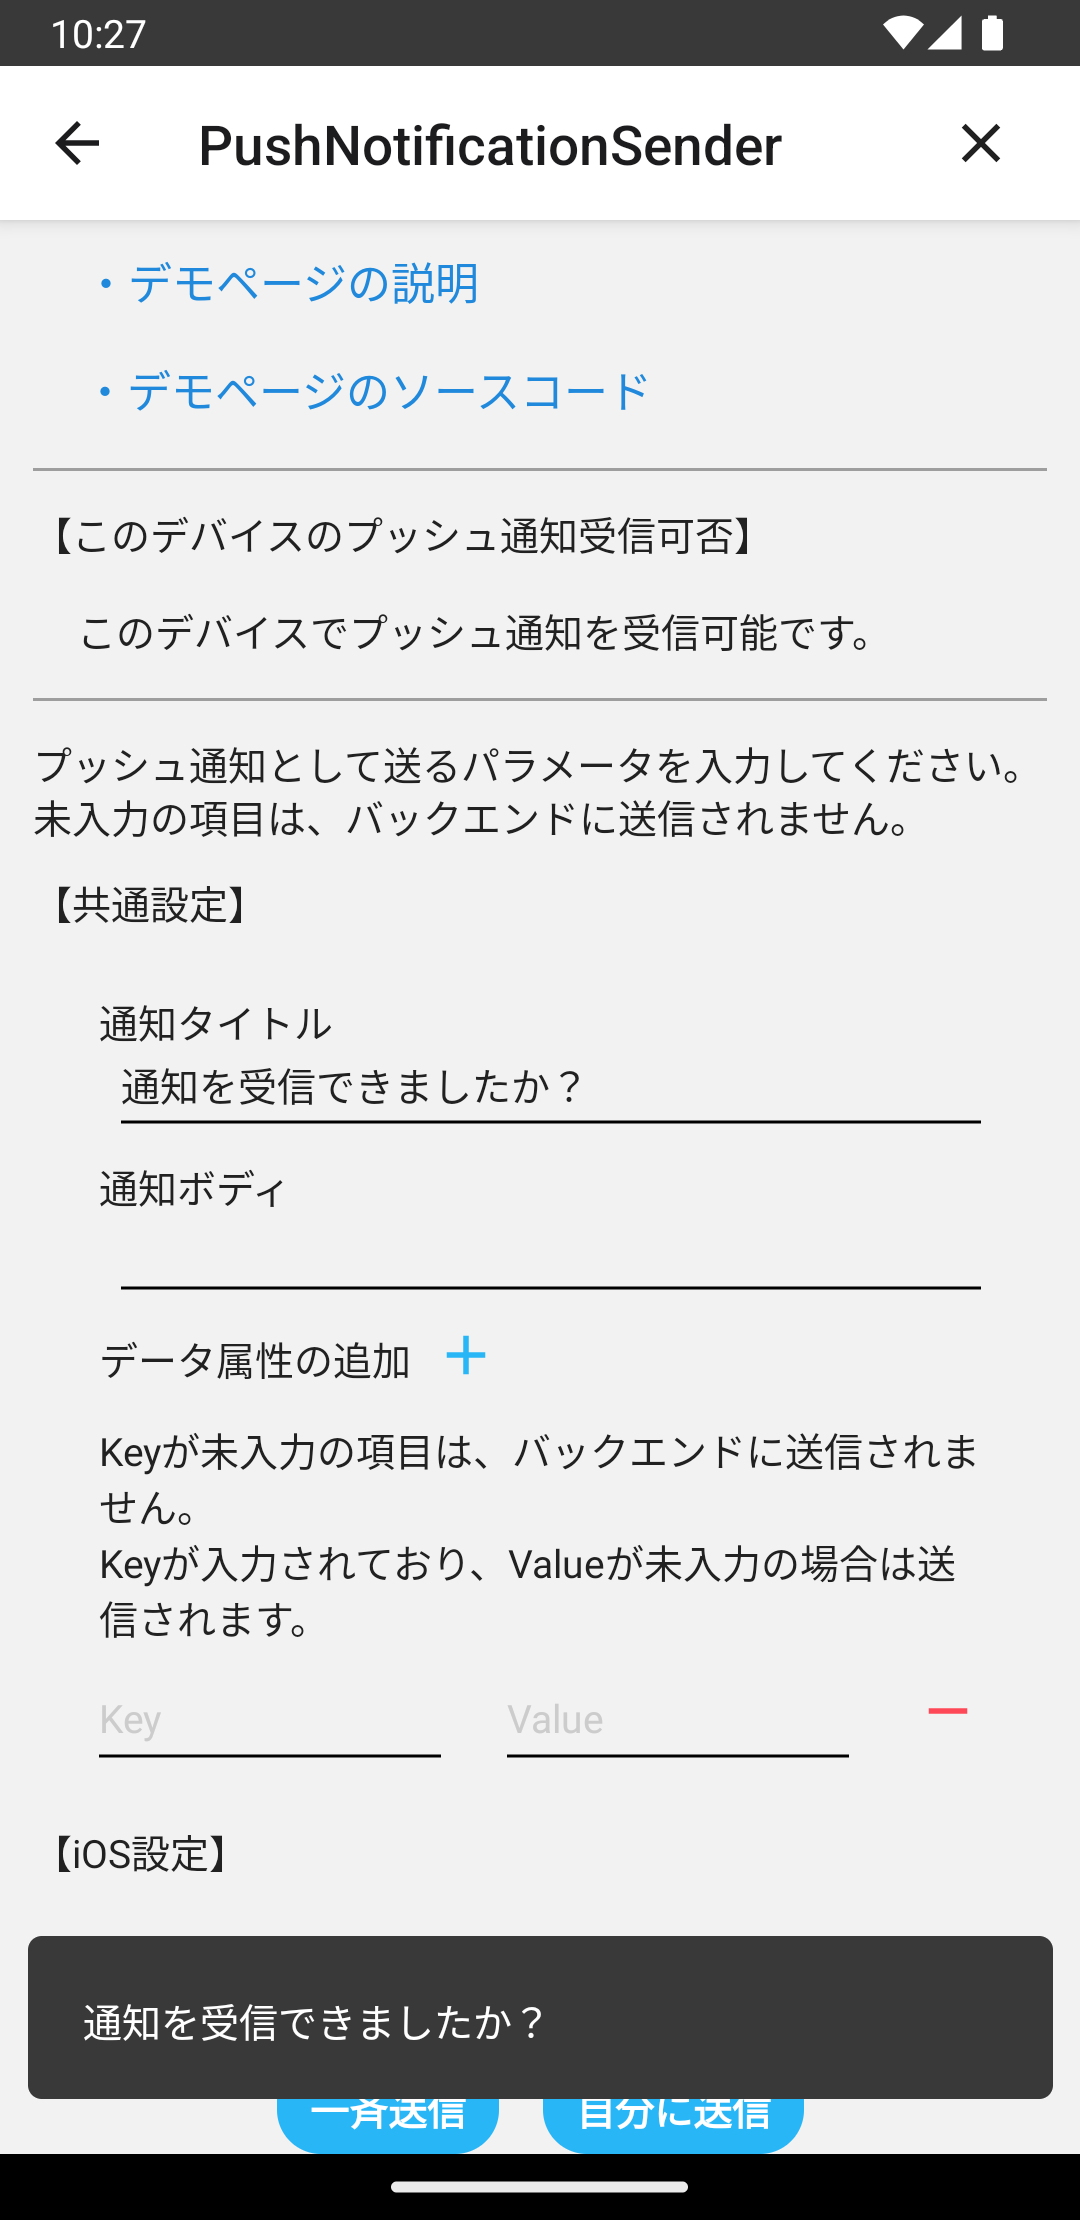 10:27
PushNotificationSender
・デモページの説明
・デモページのソースコード
【このデバイスのプッシュ通知受信可否】
このデバイスでプッシュ通知を受信可能です。
プッシュ通知として送るパラメータを入力してください。
未入力の項目は、バックエンドに送信されません。
【共通設定】
通知タイトル
通知を受信できましたか？
通知ボディ
データ属性の追加
Keyが未入力の項目は、バックエンドに送信されま
せん。
Keyが入力されており、Valueが未入力の場合は送
信されます。
Key Value
【iOS設定】
通知を受信できましたか？
一斉送信 自分に送信